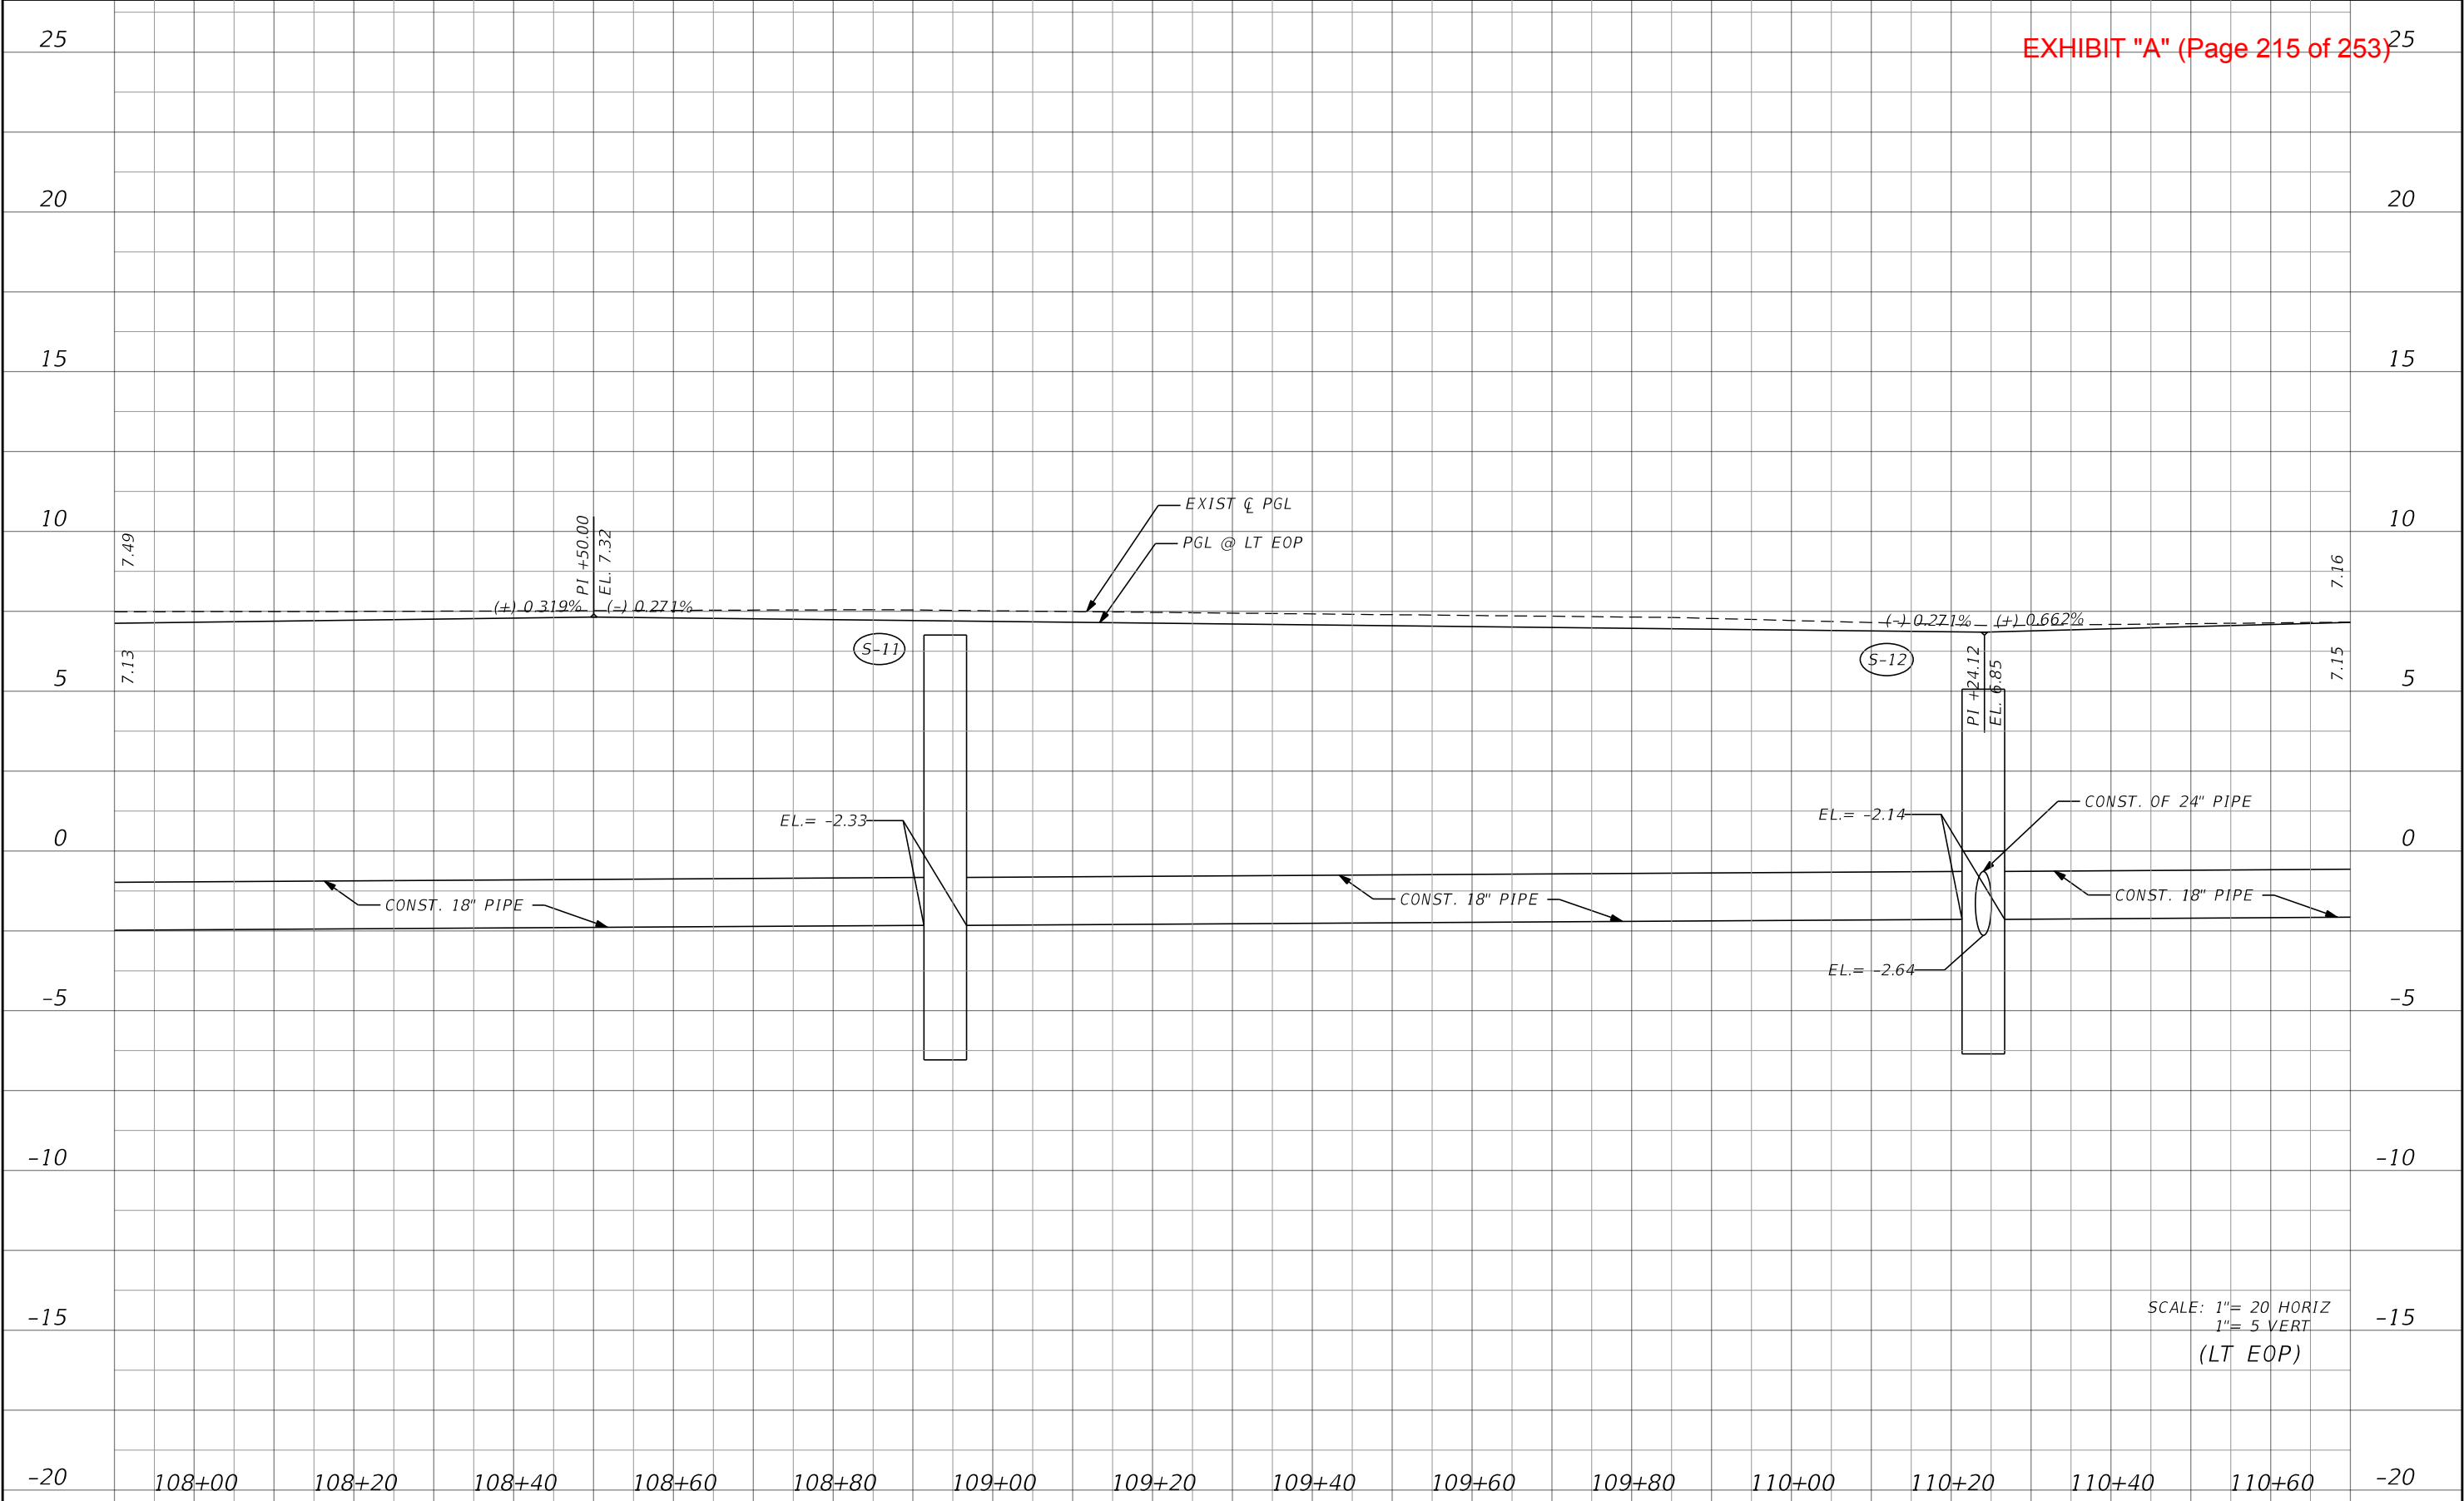 EXHIBIT "A" (Page 215 of 253)
25
25
20
20
15
15
10
10
5
5
0
0
-5
-5
-10
-10
-15
-15
-20
-20
7.49
7.13
PI +50.00
EL. 7.32
(+) 0.319%
(-) 0.271%
EXIST ℄ PGL
PGL @ LT EOP
S-11
EL.= -2.33
CONST. 18" PIPE
CONST. 18" PIPE
(-) 0.271%
(+) 0.662%
S-12
PI +24.12
EL. 6.85
7.16
7.15
EL.= -2.14
CONST. OF 24" PIPE
CONST. 18" PIPE
EL.= -2.64
SCALE: 1"= 20 HORIZ
1"= 5 VERT
(LT EOP)
108+00
108+20
108+40
108+60
108+80
109+00
109+20
109+40
109+60
109+80
110+00
110+20
110+40
110+60